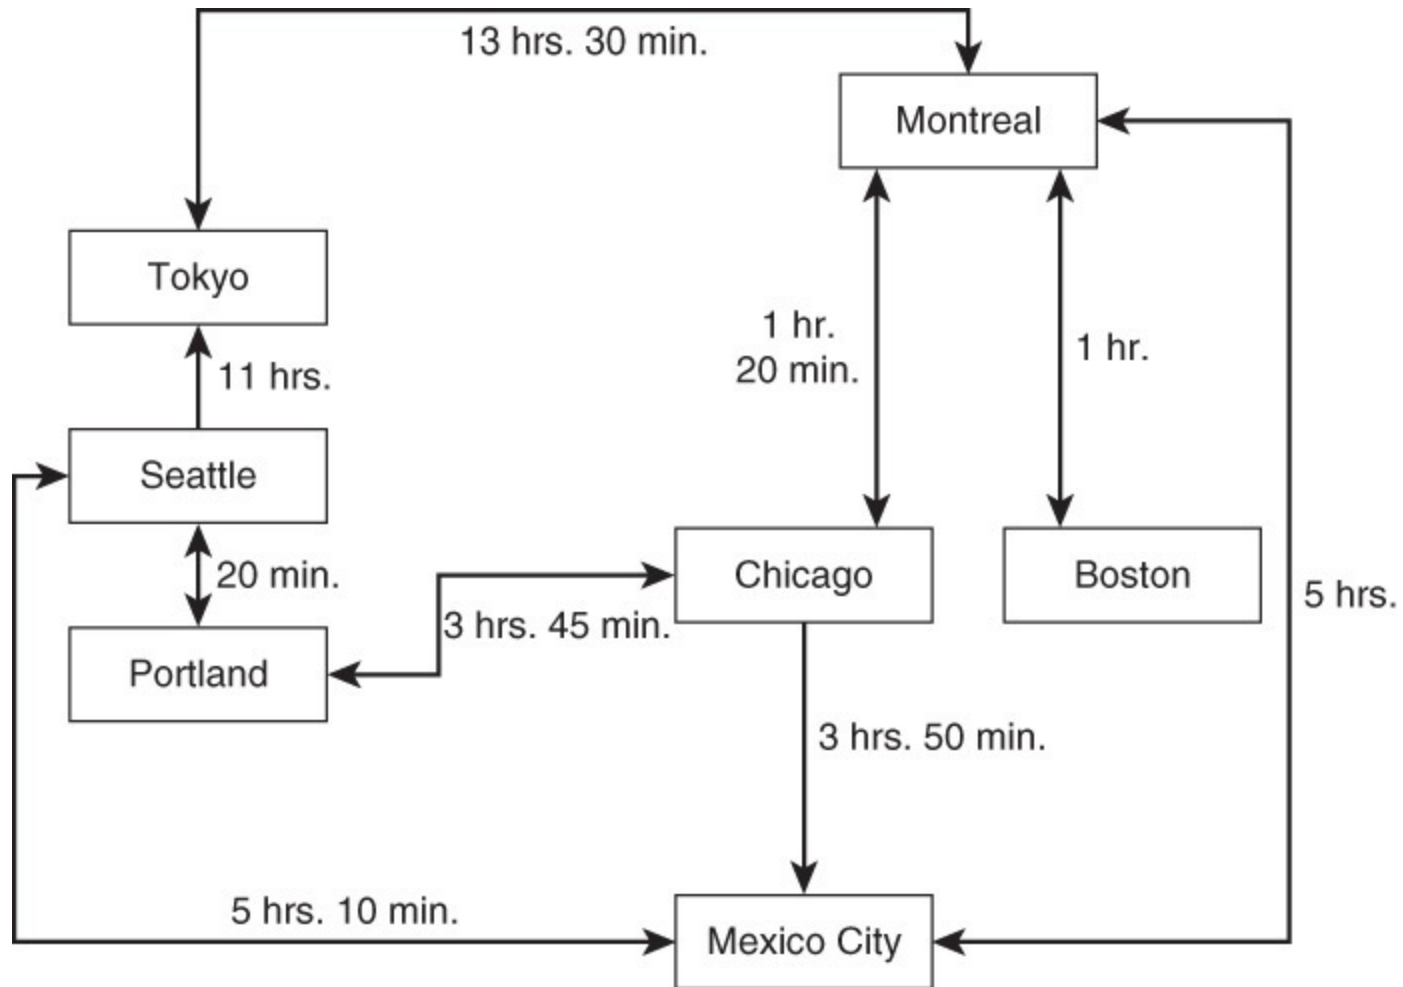 13 hrs. 30 min.
Montreal
Tokyo
1 hr.
20 min.
1 hr.
11 hrs.
Seattle
20 min.
Chicago
Boston
5 hrs.
3 hrs. 45 min.
Portland
3 hrs. 50 min.
5 hrs. 10 min.
Mexico City